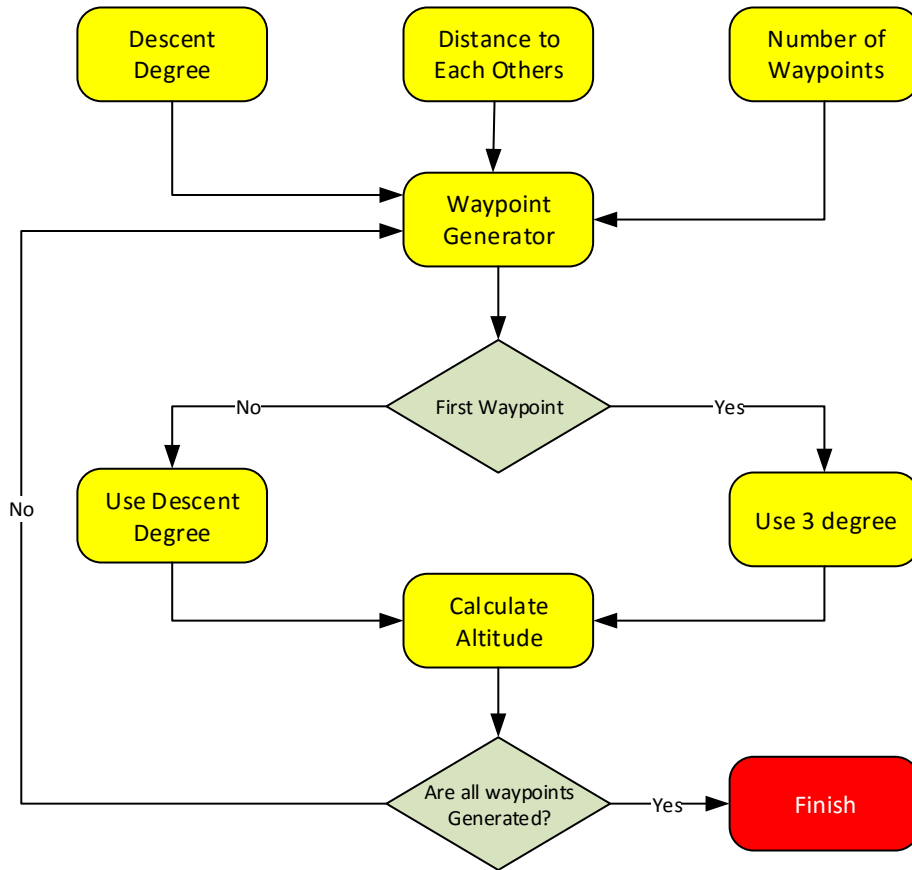 Descent
Degree
Distance to
Each Others
Number of
Waypoints
Waypoint
Generator
First Waypoint
No
Yes
Use Descent
Degree
Use 3 degree
No
Calculate
Altitude
Are all waypoints
Generated?
Yes
Finish